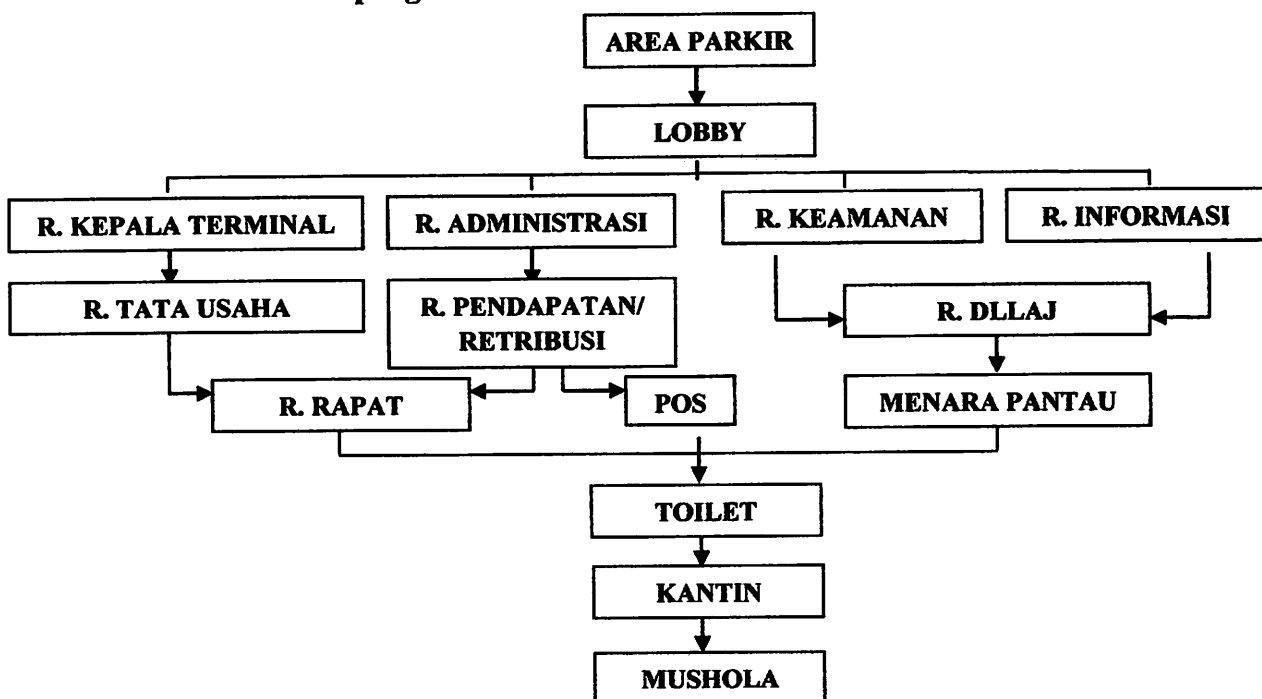 AREA PARKIR
LOBBY
R. KEPALA TERMINAL
R. ADMINISTRASI
R. KEAMANAN
R. INFORMASI
R. TATA USAHA
R. PENDAPATAN/
RETRIBUSI
R. DLLAJ
R. RAPAT
POS
MENARA PANTAU
TOILET
KANTIN
MUSHOLA